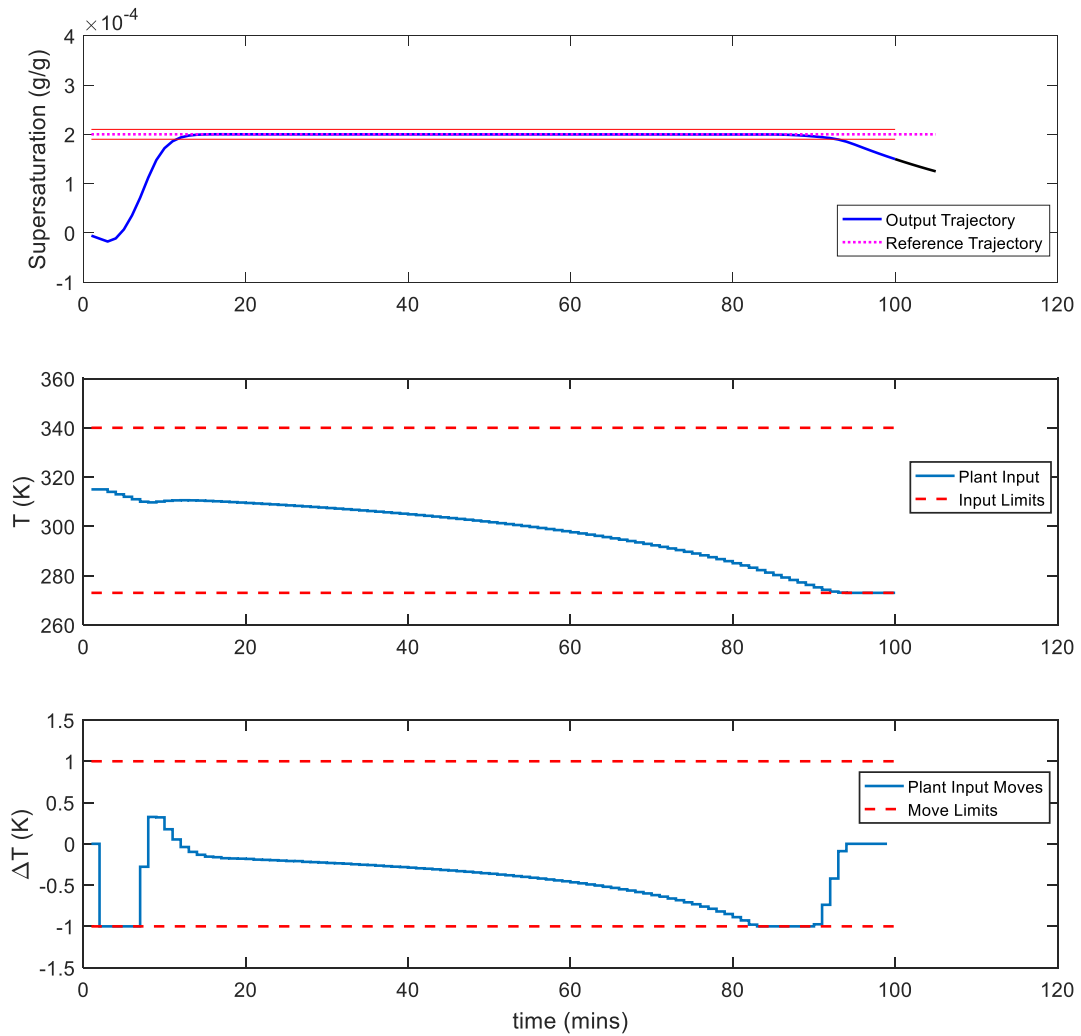 ×10⁻⁴
Supersaturation (g/g)
4
3
2
1
0
-1
0 20 40 60 80 100 120
Output Trajectory
Reference Trajectory
T (K)
360
340
320
300
280
260
0 20 40 60 80 100 120
Plant Input
Input Limits
ΔT (K)
1.5
1
0.5
0
-0.5
-1
-1.5
0 20 40 60 80 100 120
Plant Input Moves
Move Limits
time (mins)